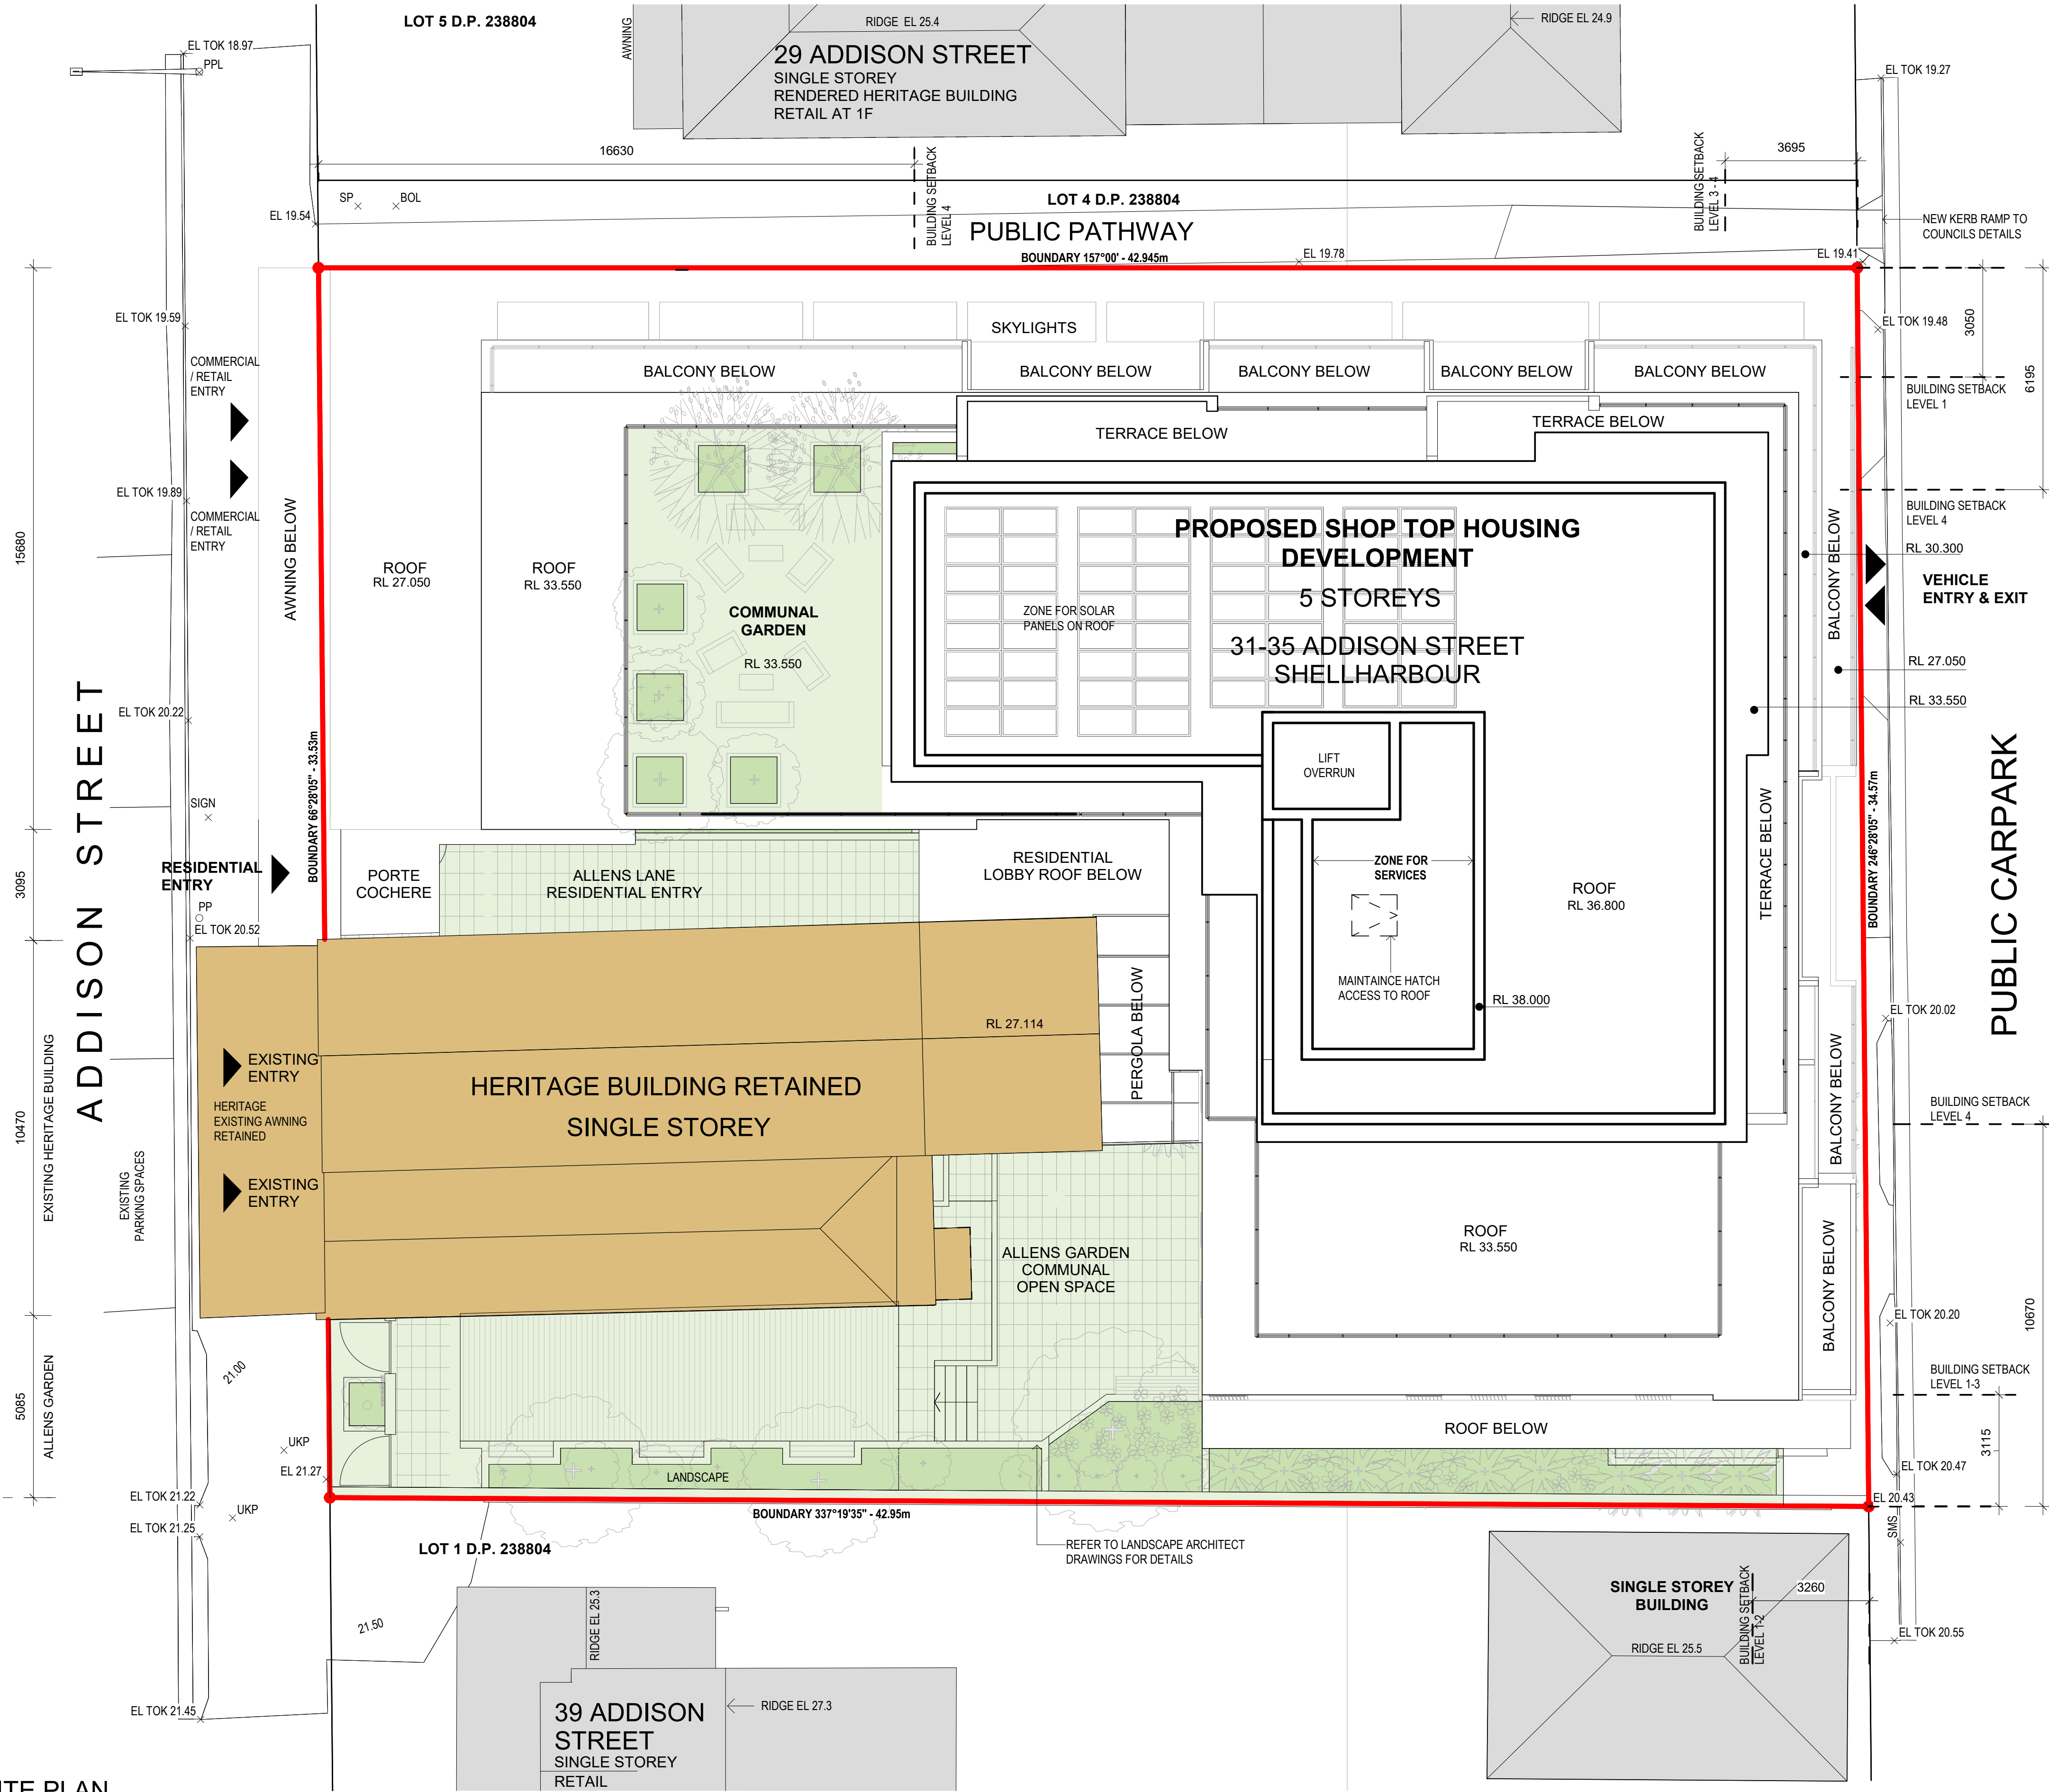 LOT 5 D.P. 238804
AWNING
RIDGE EL 25.4
RIDGE EL 24.9
29 ADDISON STREET
SINGLE STOREY
RENDERED HERITAGE BUILDING
RETAIL AT 1F
EL TOK 18.97
PPL
EL TOK 19.27
16630
BUILDING SETBACK
LEVEL 4
BUILDING SETBACK
LEVEL 3 - 4
3695
SP
BOL
EL 19.54
LOT 4 D.P. 238804
PUBLIC PATHWAY
NEW KERB RAMP TO
COUNCILS DETAILS
BOUNDARY 157°00' - 42.945m
EL 19.78
EL 19.41
EL TOK 19.59
SKYLIGHTS
EL TOK 19.48
3050
6195
COMMERCIAL
/ RETAIL
ENTRY
BALCONY BELOW
BALCONY BELOW
BALCONY BELOW
BALCONY BELOW
BALCONY BELOW
BUILDING SETBACK
LEVEL 1
TERRACE BELOW
TERRACE BELOW
EL TOK 19.89
COMMERCIAL
/ RETAIL
ENTRY
AWNING BELOW
BUILDING SETBACK
LEVEL 4
15680
ROOF
RL 27.050
ROOF
RL 33.550
COMMUNAL
GARDEN
RL 33.550
ZONE FOR SOLAR
PANELS ON ROOF
PROPOSED SHOP TOP HOUSING
DEVELOPMENT
5 STOREYS
31-35 ADDISON STREET
SHELLHARBOUR
BALCONY BELOW
RL 30.300
VEHICLE
ENTRY & EXIT
RL 27.050
RL 33.550
ADDISON STREET
EL TOK 20.22
BOUNDARY 66°28'05" - 33.53m
LIFT
OVERRUN
TERRACE BELOW
BOUNDARY 246°28'05" - 34.57m
PUBLIC CARPARK
SIGN
3095
RESIDENTIAL
ENTRY
PORTE
COCHERE
ALLENS LANE
RESIDENTIAL ENTRY
RESIDENTIAL
LOBBY ROOF BELOW
ZONE FOR
SERVICES
ROOF
RL 36.800
PP
EL TOK 20.52
MAINTAINCE HATCH
ACCESS TO ROOF
RL 38.000
PERGOLA BELOW
RL 27.114
EL TOK 20.02
10470
EXISTING HERITAGE BUILDING
EXISTING
ENTRY
HERITAGE
EXISTING AWNING
RETAINED
EXISTING
ENTRY
HERITAGE BUILDING RETAINED
SINGLE STOREY
EXISTING
PARKING SPACES
BALCONY BELOW
BUILDING SETBACK
LEVEL 4
ALLENS GARDEN
COMMUNAL
OPEN SPACE
ROOF
RL 33.550
BALCONY BELOW
EL TOK 20.20
10670
5085
ALLENS GARDEN
21.00
BUILDING SETBACK
LEVEL 1-3
ROOF BELOW
3115
UKP
EL 21.27
LANDSCAPE
EL TOK 20.47
EL TOK 21.22
UKP
EL TOK 21.25
BOUNDARY 337°19'35" - 42.95m
EL 20.43
SMS
LOT 1 D.P. 238804
REFER TO LANDSCAPE ARCHITECT
DRAWINGS FOR DETAILS
SINGLE STOREY
BUILDING
BUILDING SETBACK
LEVEL 1-2
3260
RIDGE EL 25.3
21.50
RIDGE EL 25.5
EL TOK 20.55
EL TOK 21.45
39 ADDISON
STREET
SINGLE STOREY
RETAIL
RIDGE EL 27.3
PLAN